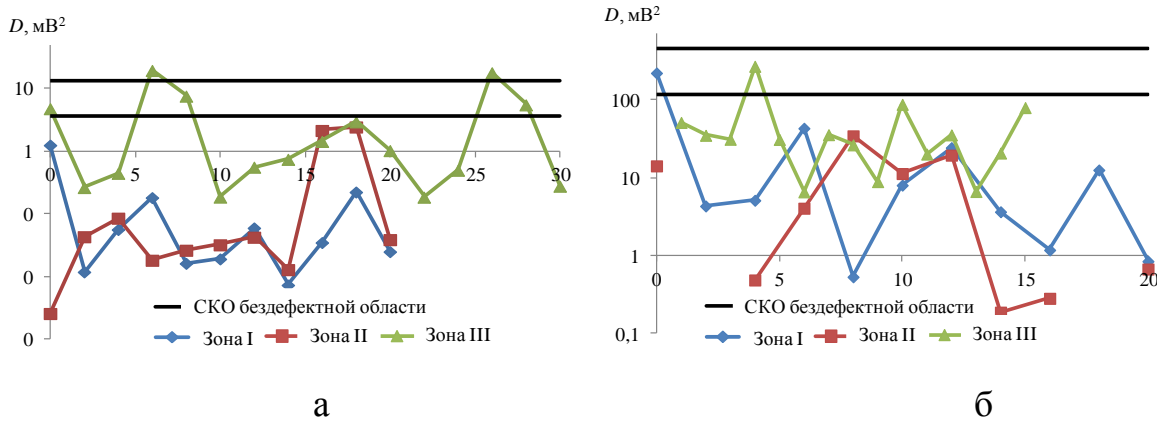 D, мВ²
10
1
0
0
0
0 5 10 15 20 25 30
СКО бездефектной области
Зона I Зона II Зона III
а
D, мВ²
100
10
1
0,1
0 5 10 15 20
СКО бездефектной области
Зона I Зона II Зона III
б